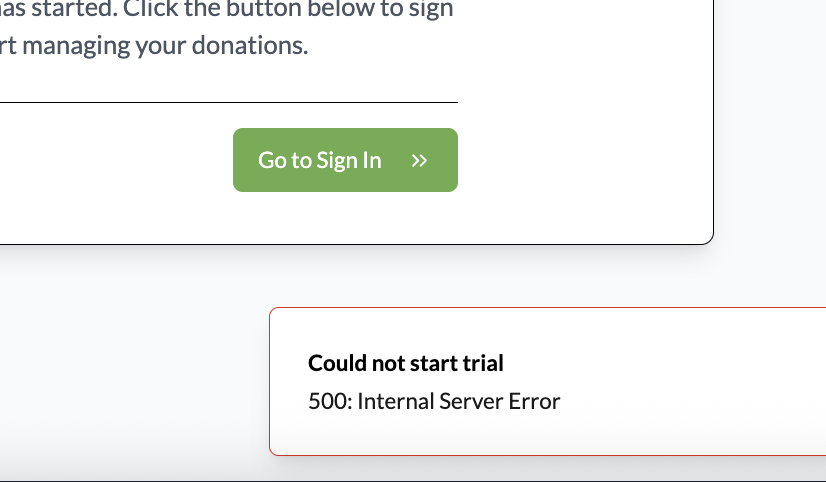 has started. Click the button below to sign
rt managing your donations.
Go to Sign In
Could not start trial
500: Internal Server Error